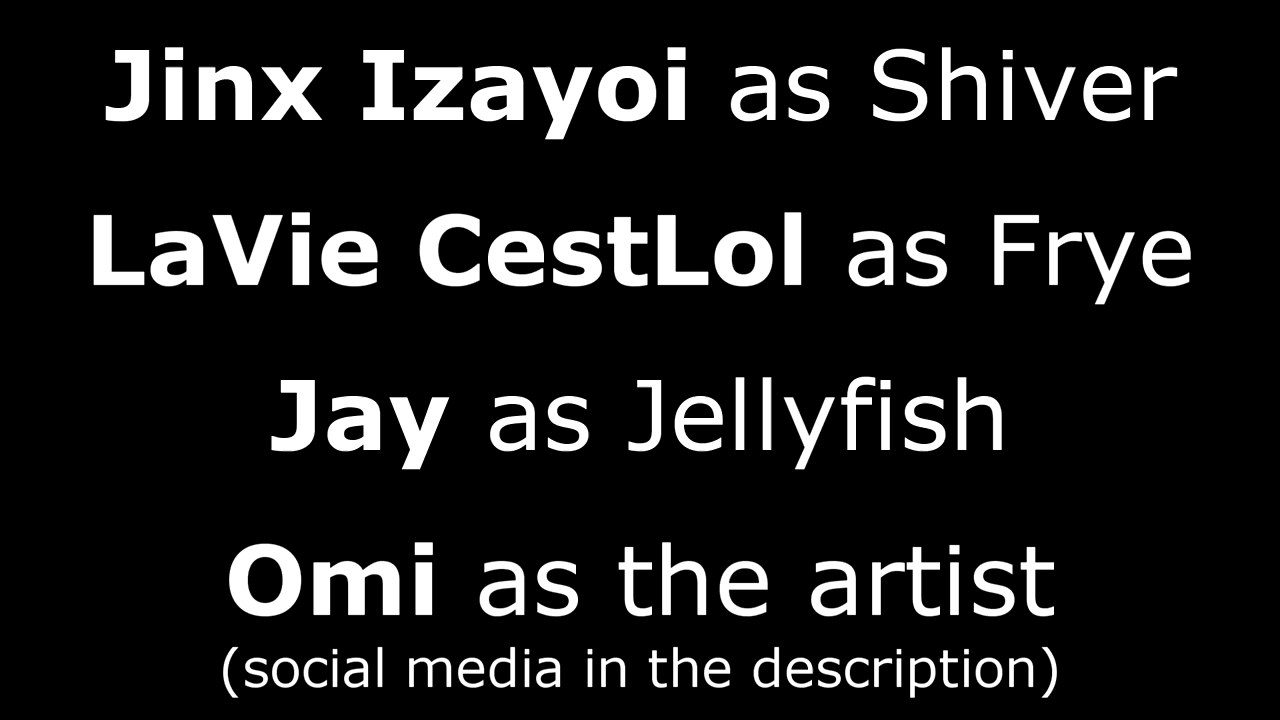 Jinx Izayoi as Shiver
LaVie CestLol as Frye
Jay as Jellyfish
Omi as the artist
(social media in the description)